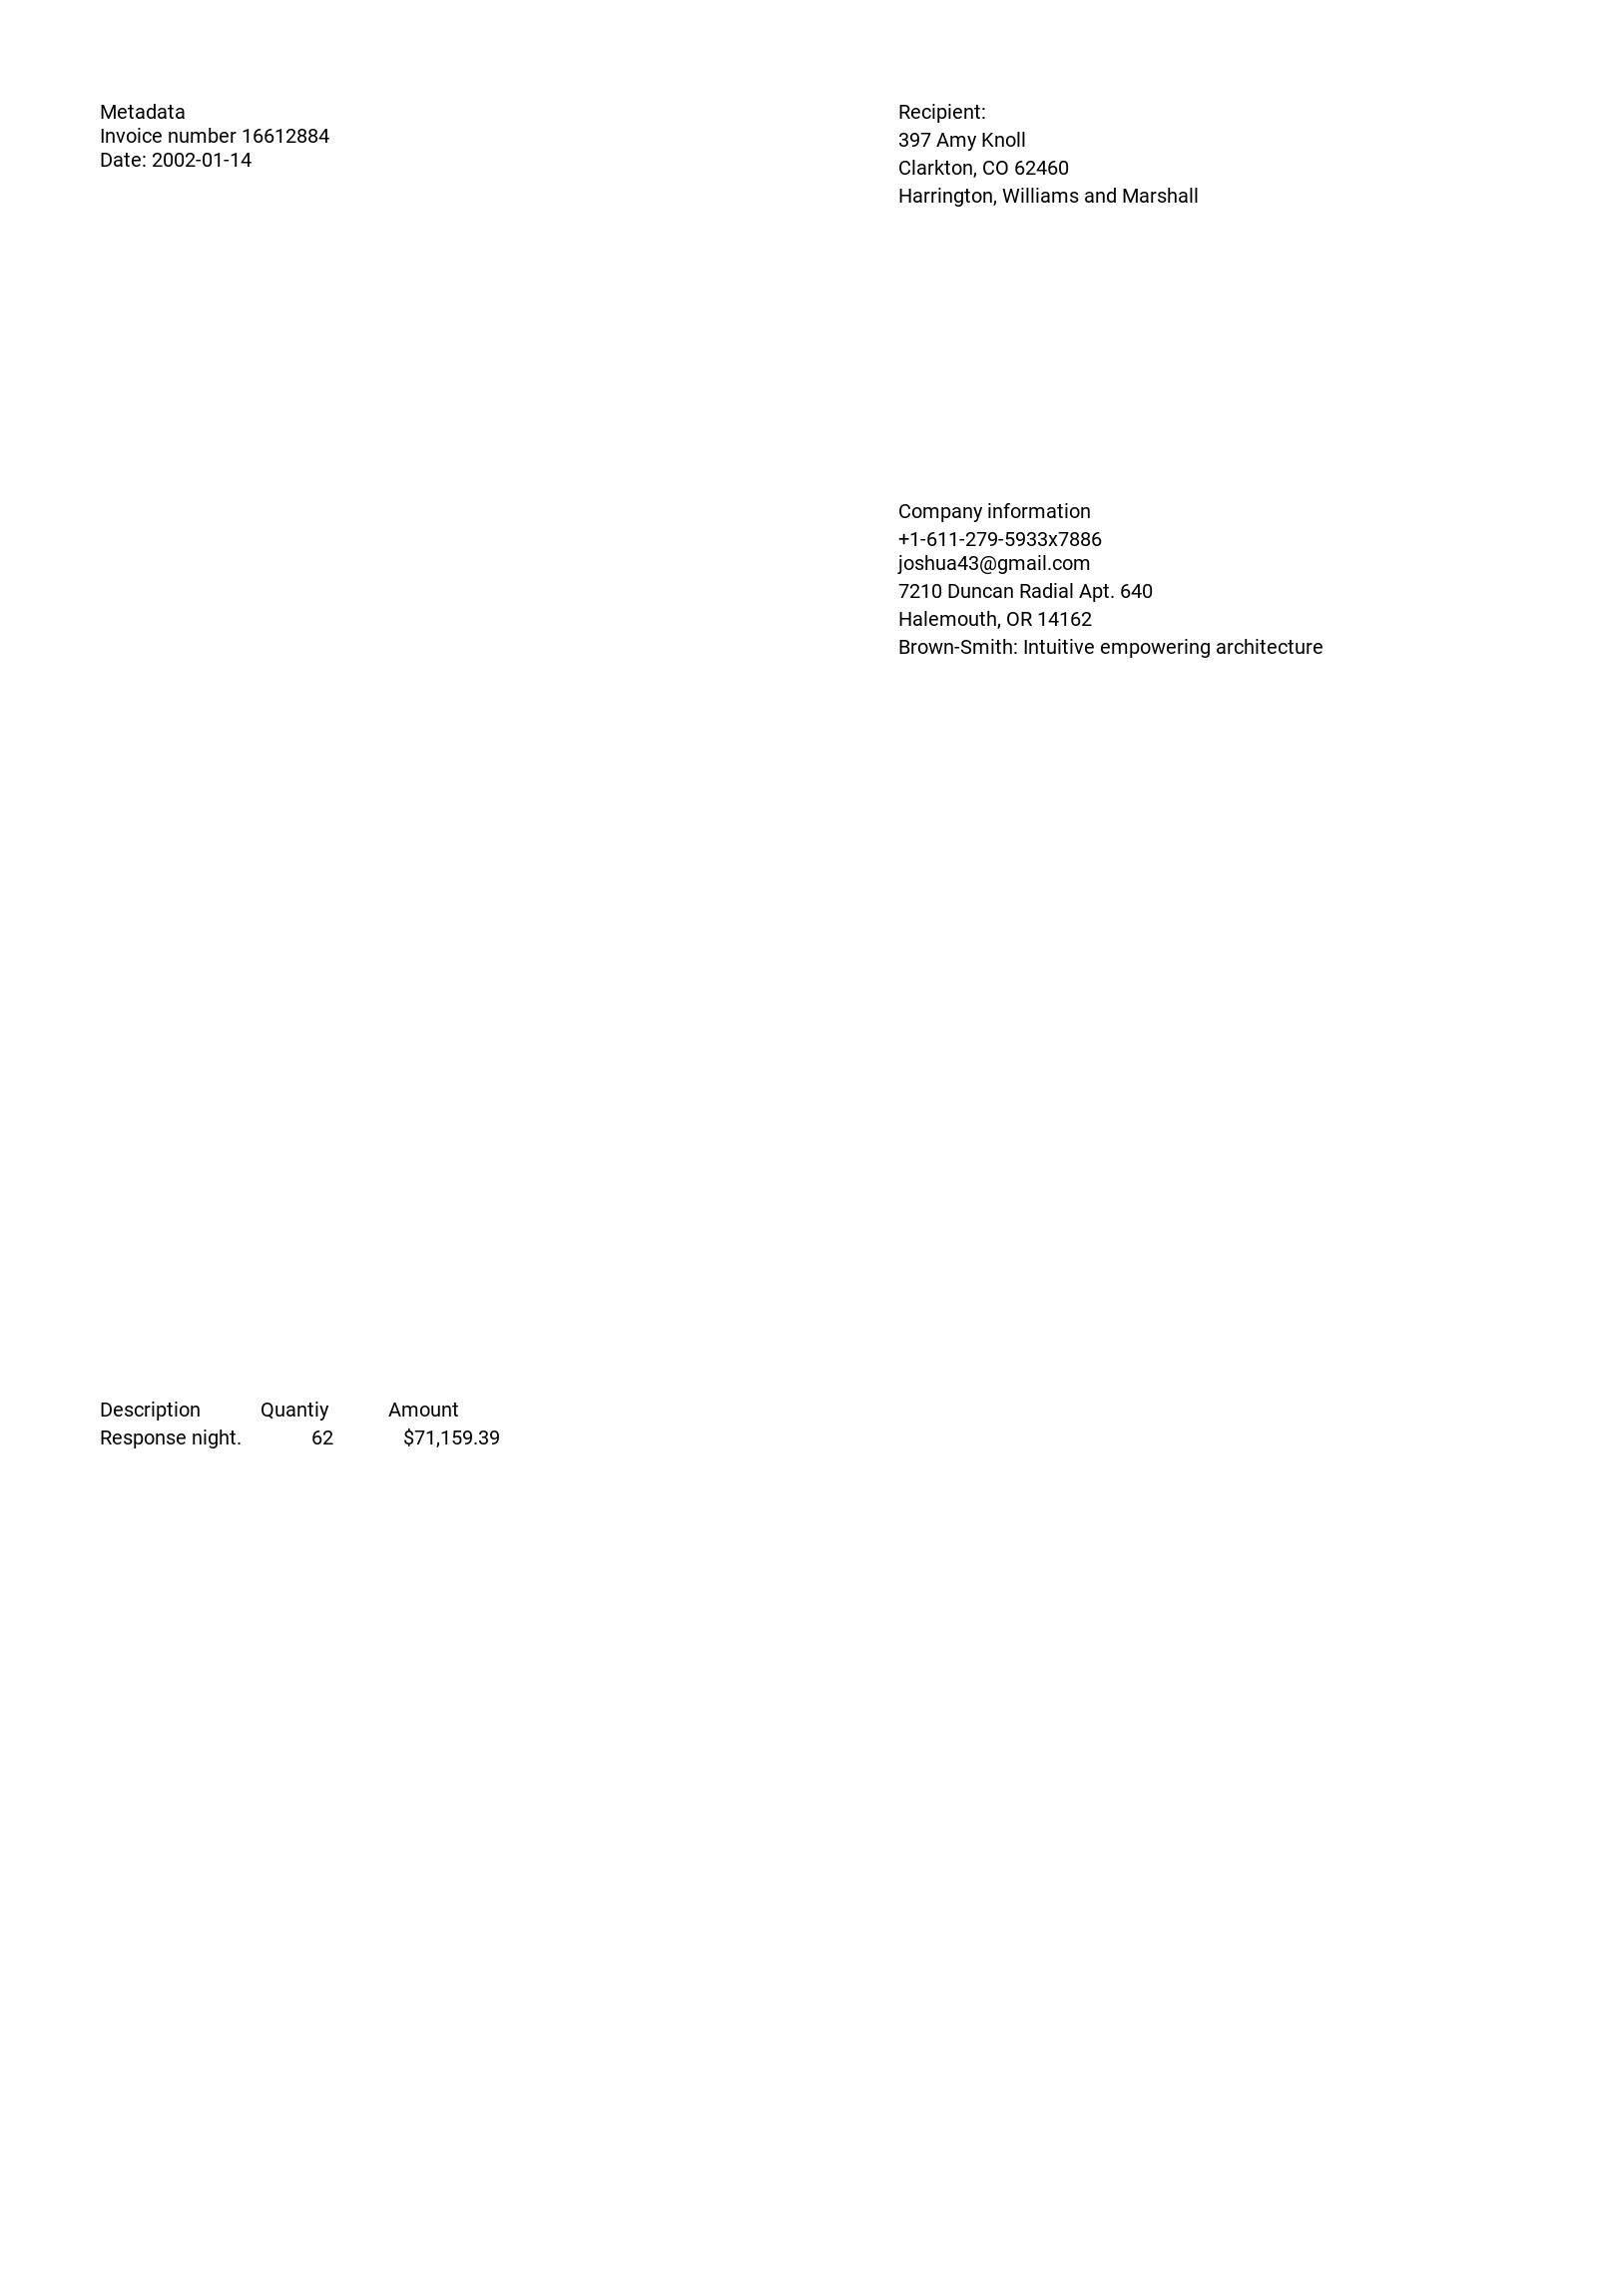 Metadata
Invoice number 16612884
Date: 2002-01-14
Recipient:
397 Amy Knoll
Clarkton, CO 62460
Harrington, Williams and Marshall
Company information
+1-611-279-5933x7886
joshua43@gmail.com
7210 Duncan Radial Apt. 640
Halemouth, OR 14162
Brown-Smith: Intuitive empowering architecture
Description Quantiy Amount
Response night. 62 $71,159.39